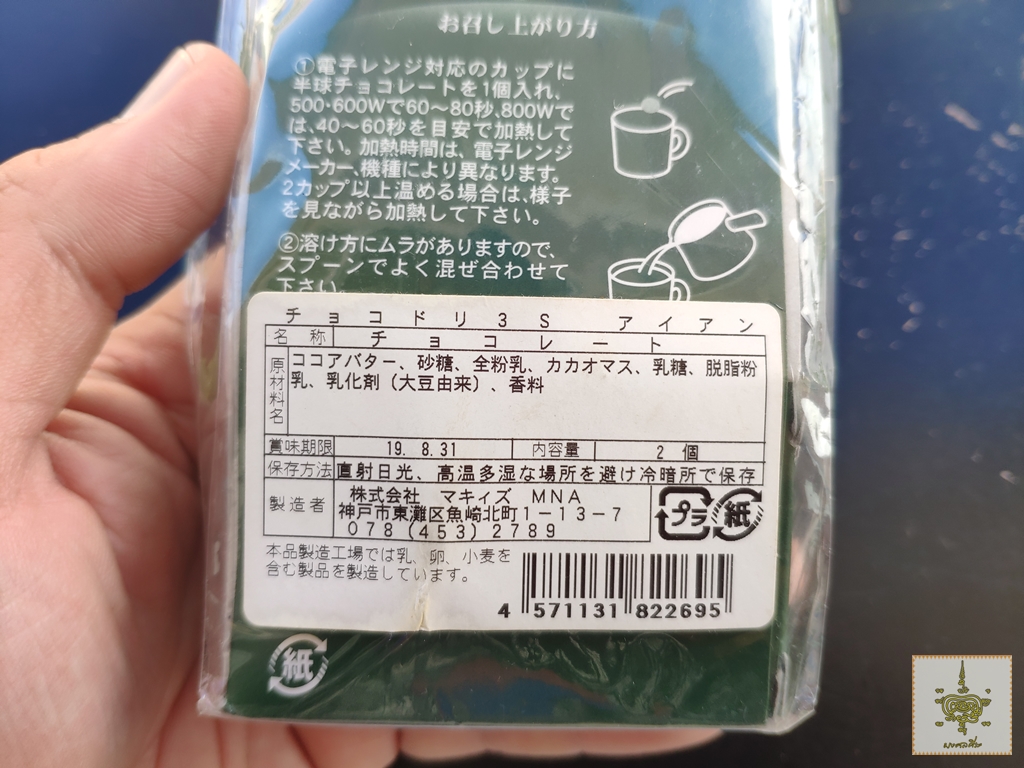 お召し上がり方
①電子レンジ対応のカップに
半球チョコレートを1個入れ、
500・600Wで60～80秒、800Wで
は、40～60秒を目安で加熱して
下さい。加熱時間は、電子レンジ
メーカー、機種により異なります。
2カップ以上温める場合は、様子
を見ながら加熱して下さい。
②溶け方にムラがありますので、
スプーンでよく混ぜ合わせて
下さい。
チョコドリ3S アイアン
名称 チョコレート
原材料名 ココアバター、砂糖、全粉乳、カカオマス、乳糖、脱脂粉
乳、乳化剤（大豆由来）、香料
賞味期限 19. 8.31 内容量 2 個
保存方法 直射日光、高温多湿な場所を避け冷暗所で保存
製造者 株式会社 マキィズ MNA
神戸市東灘区魚崎北町1－13－7
078(453)2789
プラ 紙
本品製造工場では乳、卵、小麦を
含む製品を製造しています。
4 571131 822695
紙